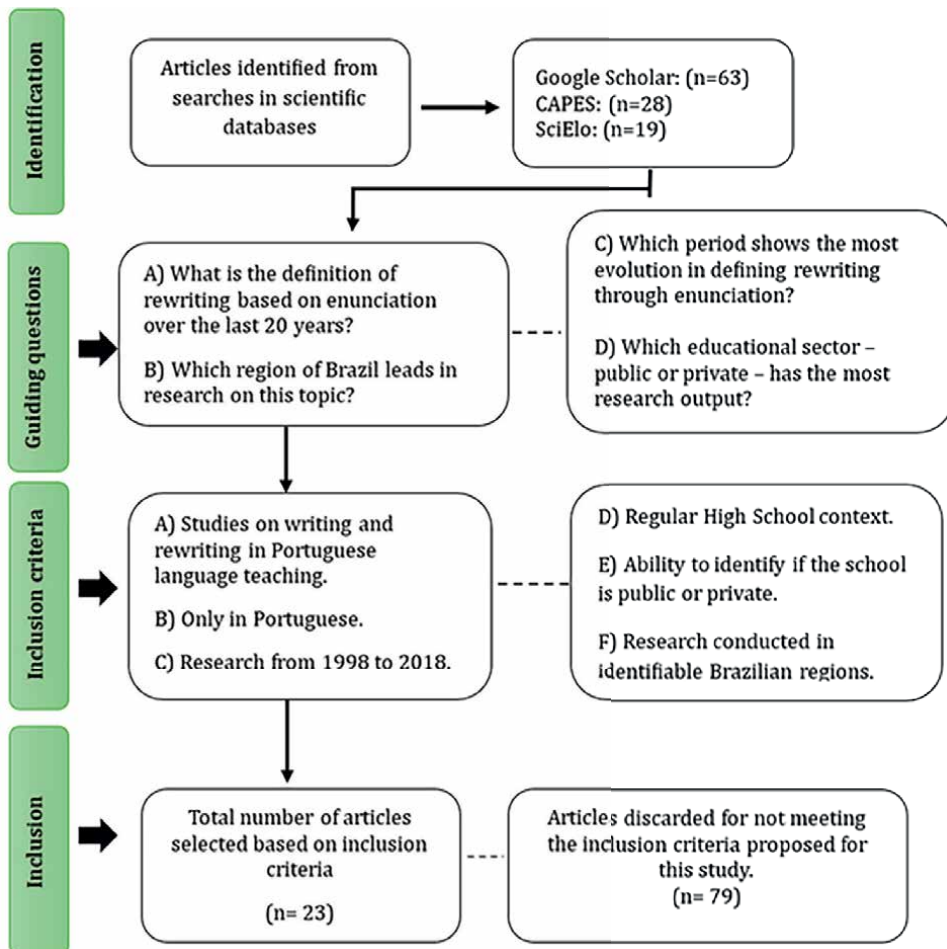 Identification
Articles identified from
searches in scientific
databases
Google Scholar: (n=63)
CAPES: (n=28)
SciElo: (n=19)
Guiding questions
A) What is the definition of
rewriting based on enunciation
over the last 20 years?
B) Which region of Brazil leads in
research on this topic?
C) Which period shows the most
evolution in defining rewriting
through enunciation?
D) Which educational sector –
public or private – has the most
research output?
Inclusion criteria
A) Studies on writing and
rewriting in Portuguese
language teaching.
B) Only in Portuguese.
C) Research from 1998 to 2018.
D) Regular High School context.
E) Ability to identify if the school
is public or private.
F) Research conducted in
identifiable Brazilian regions.
Inclusion
Total number of articles
selected based on inclusion
criteria
(n= 23)
Articles discarded for not meeting
the inclusion criteria proposed for
this study.
(n= 79)